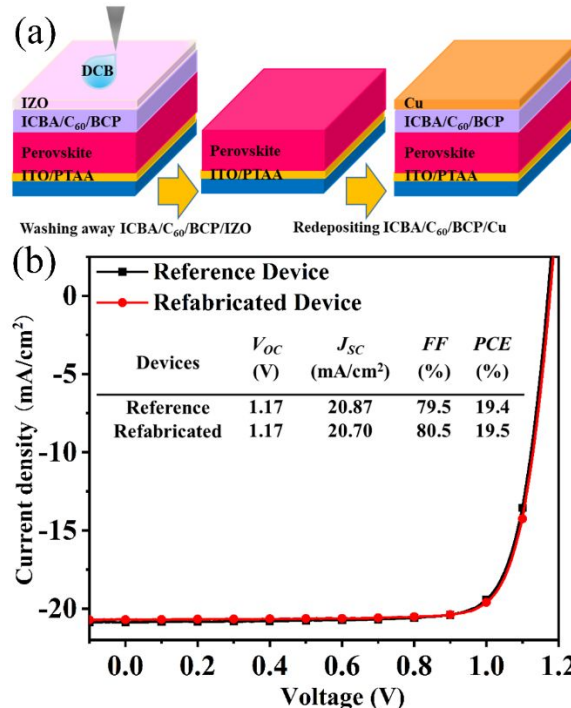 (a)
DCB
IZO
ICBA/C₆₀/BCP
Perovskite
ITO/PTAA
Perovskite
ITO/PTAA
Cu
ICBA/C₆₀/BCP
Perovskite
ITO/PTAA
Washing away ICBA/C₆₀/BCP/IZO
Redepositing ICBA/C₆₀/BCP/Cu
(b)
Reference Device
Refabricated Device
Devices V_OC (V) J_SC (mA/cm²) FF (%) PCE (%)
Reference 1.17 20.87 79.5 19.4
Refabricated 1.17 20.70 80.5 19.5
Current density (mA/cm²)
0
-5
-10
-15
-20
0.0 0.2 0.4 0.6 0.8 1.0 1.2
Voltage (V)